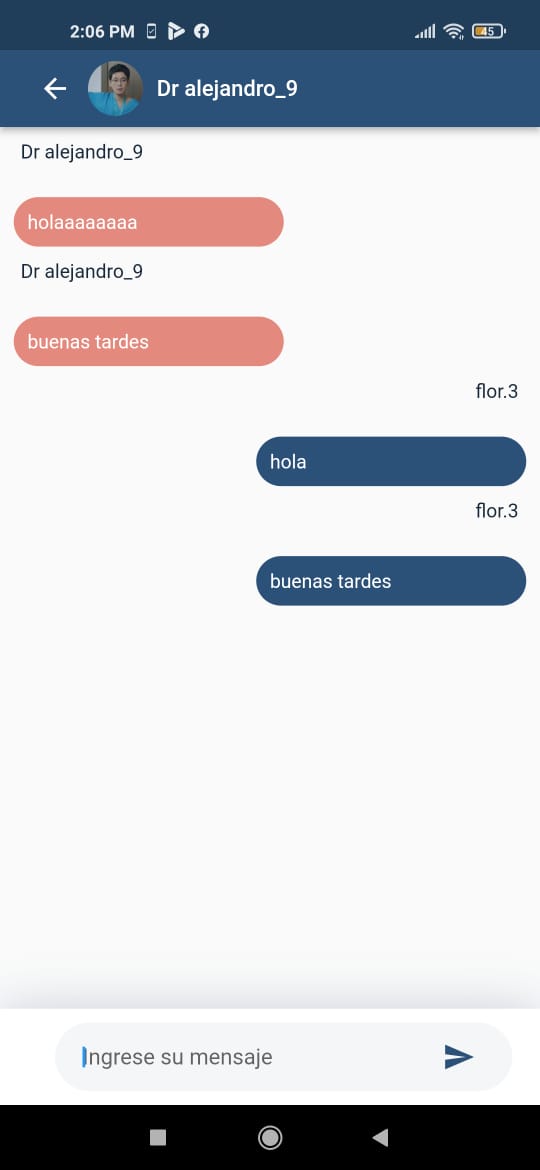 2:06 PM
45
Dr alejandro_9
Dr alejandro_9
holaaaaaaaa
Dr alejandro_9
buenas tardes
flor.3
hola
flor.3
buenas tardes
Ingrese su mensaje